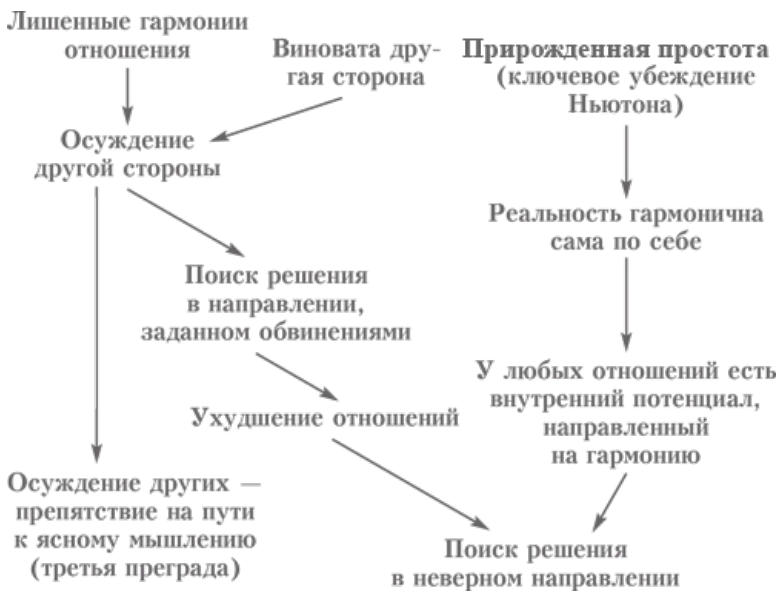 Лишенные гармонии
отношения
Виновата дру-
гая сторона
Прирожденная простота
(ключевое убеждение
Ньютона)
Осуждение
другой стороны
Реальность гармонична
сама по себе
Поиск решения
в направлении,
заданном обвинениями
У любых отношений есть
внутренний потенциал,
направленный
на гармонию
Ухудшение отношений
Осуждение других —
препятствие на пути
к ясному мышлению
(третья преграда)
Поиск решения
в неверном направлении